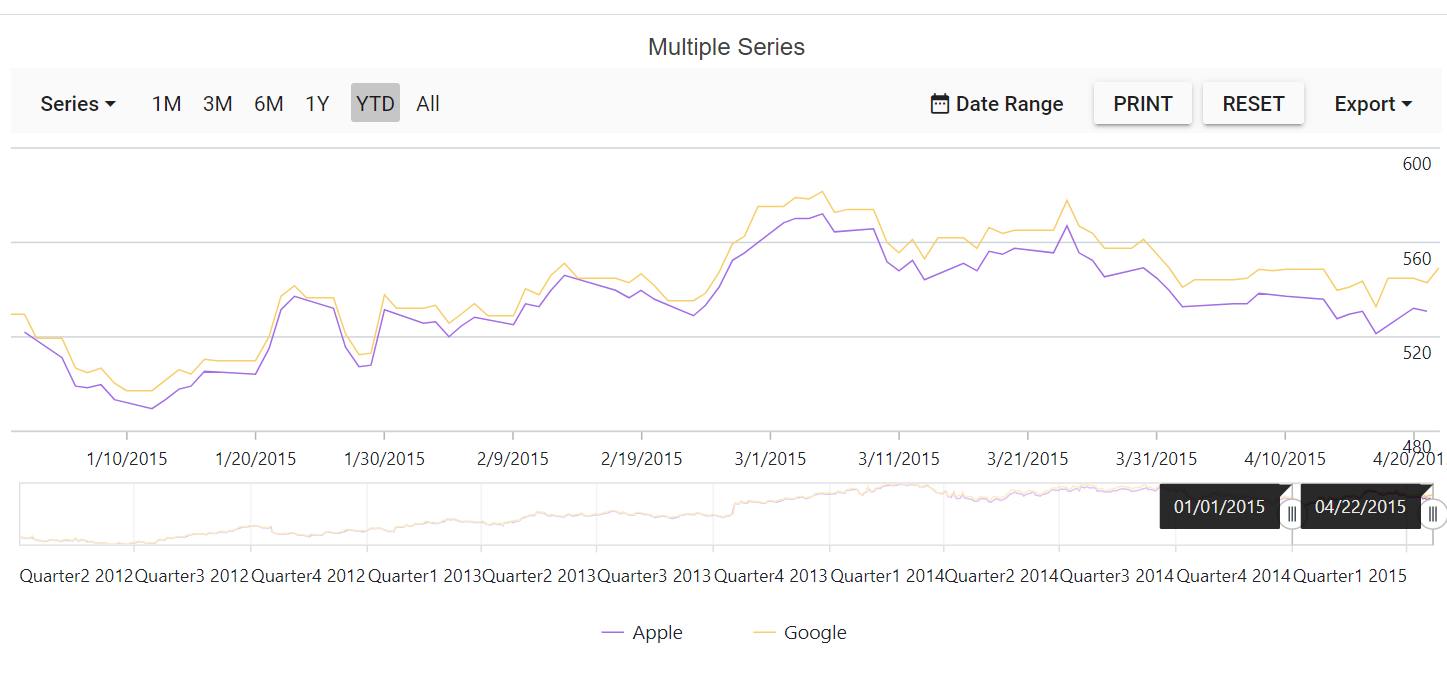 Multiple Series
Series 1M 3M 6M 1Y YTD All Date Range PRINT RESET Export
600
560
520
480
1/10/2015 1/20/2015 1/30/2015 2/9/2015 2/19/2015 3/1/2015 3/11/2015 3/21/2015 3/31/2015 4/10/2015 4/20/201
01/01/2015 04/22/2015
Quarter2 2012 Quarter3 2012 Quarter4 2012 Quarter1 2013 Quarter2 2013 Quarter3 2013 Quarter4 2013 Quarter1 2014 Quarter2 2014 Quarter3 2014 Quarter4 2014 Quarter1 2015
Apple Google